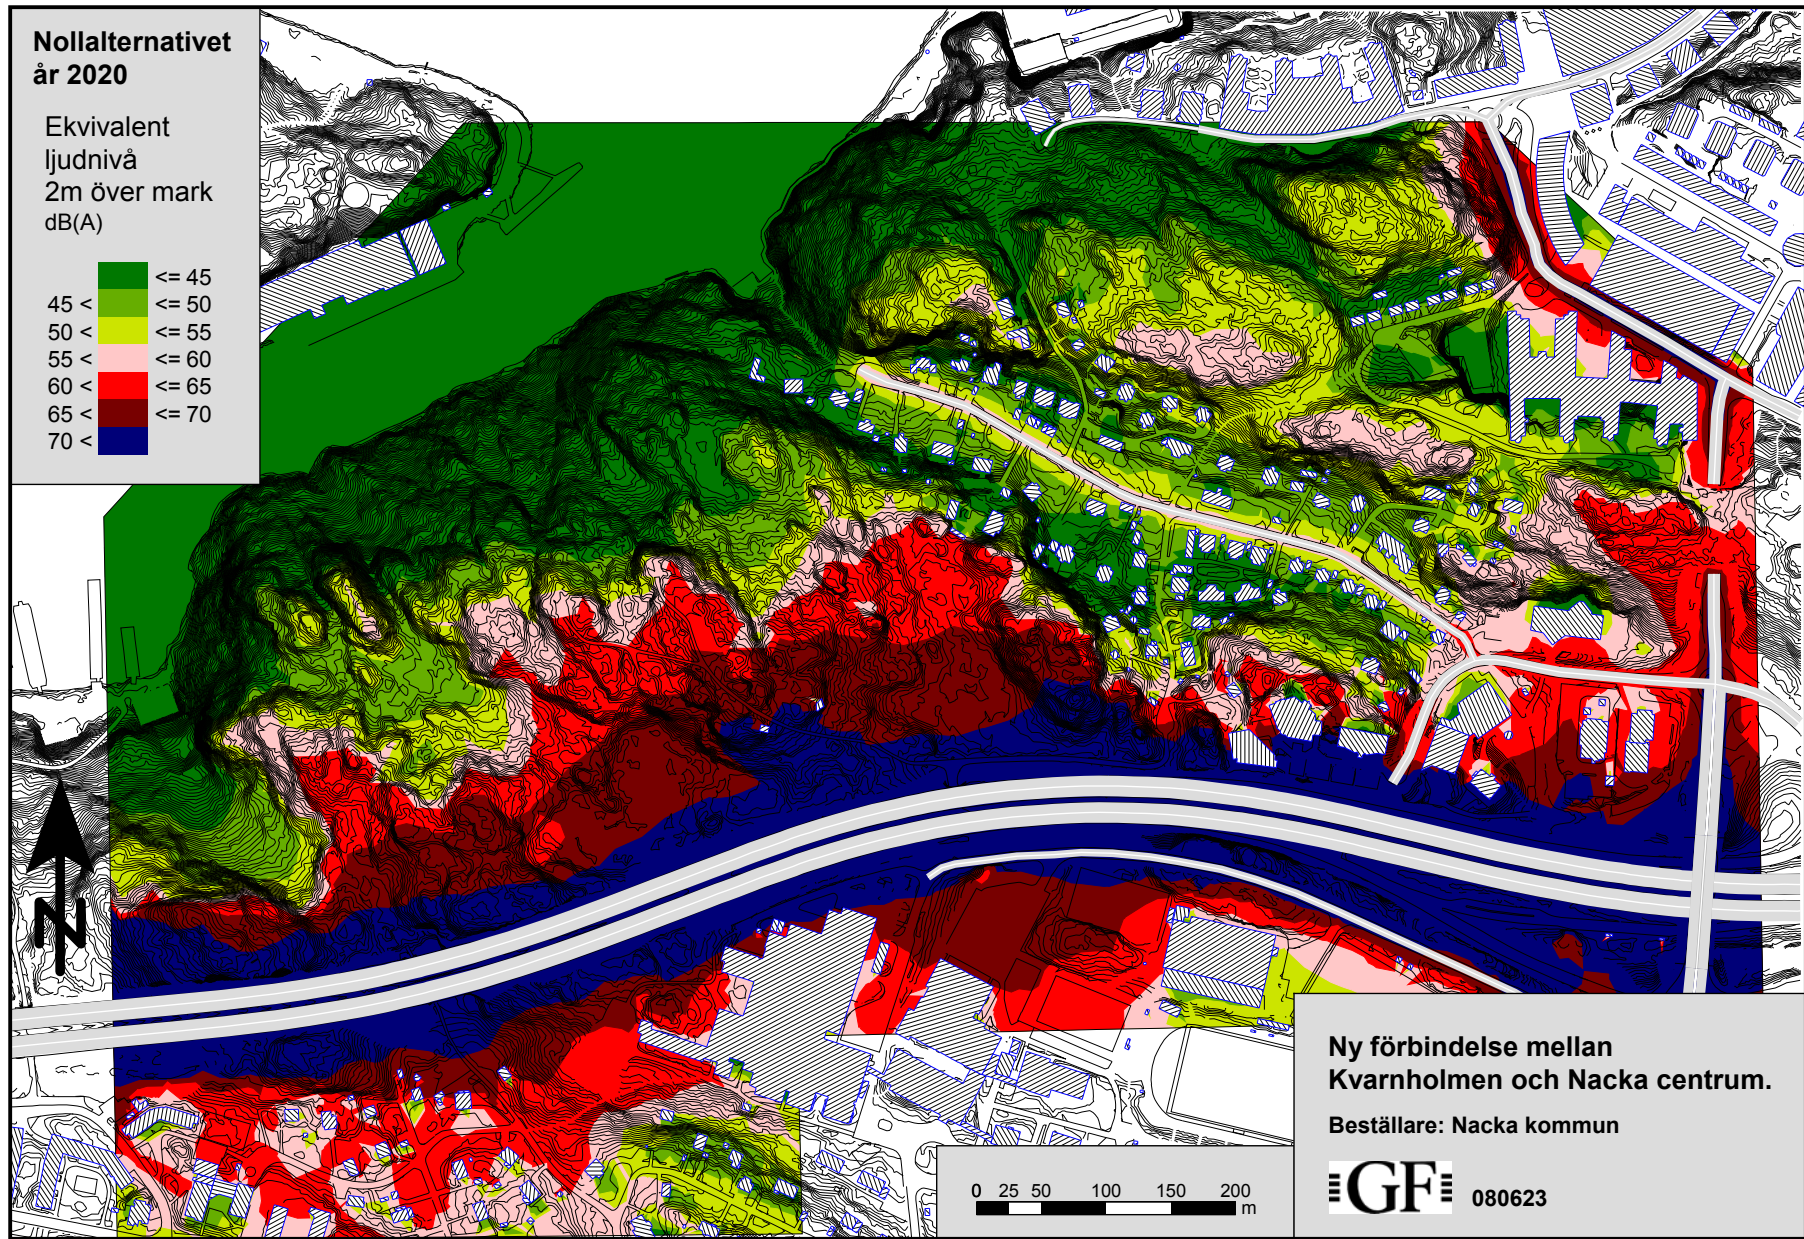 Nollalternativet
år 2020
Ekvivalent
ljudnivå
2m över mark
dB(A)
<= 45
45 < <= 50
50 < <= 55
55 < <= 60
60 < <= 65
65 < <= 70
70 <
N
0 25 50 100 150 200
m
Ny förbindelse mellan
Kvarnholmen och Nacka centrum.
Beställare: Nacka kommun
GF 080623